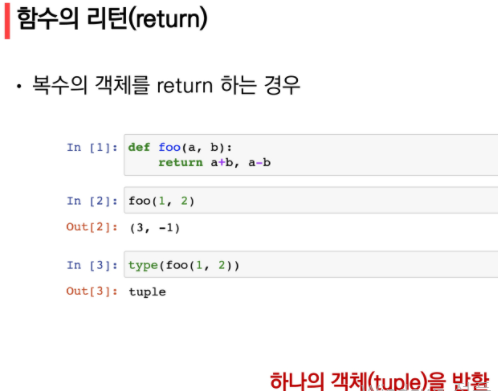 함수의 리턴(return)
• 복수의 객체를 return 하는 경우
In [1]: def foo(a, b):
return a+b, a-b
In [2]: foo(1, 2)
Out[2]: (3, -1)
In [3]: type(foo(1, 2))
Out[3]: tuple
하나의 객체(tuple)을 반환